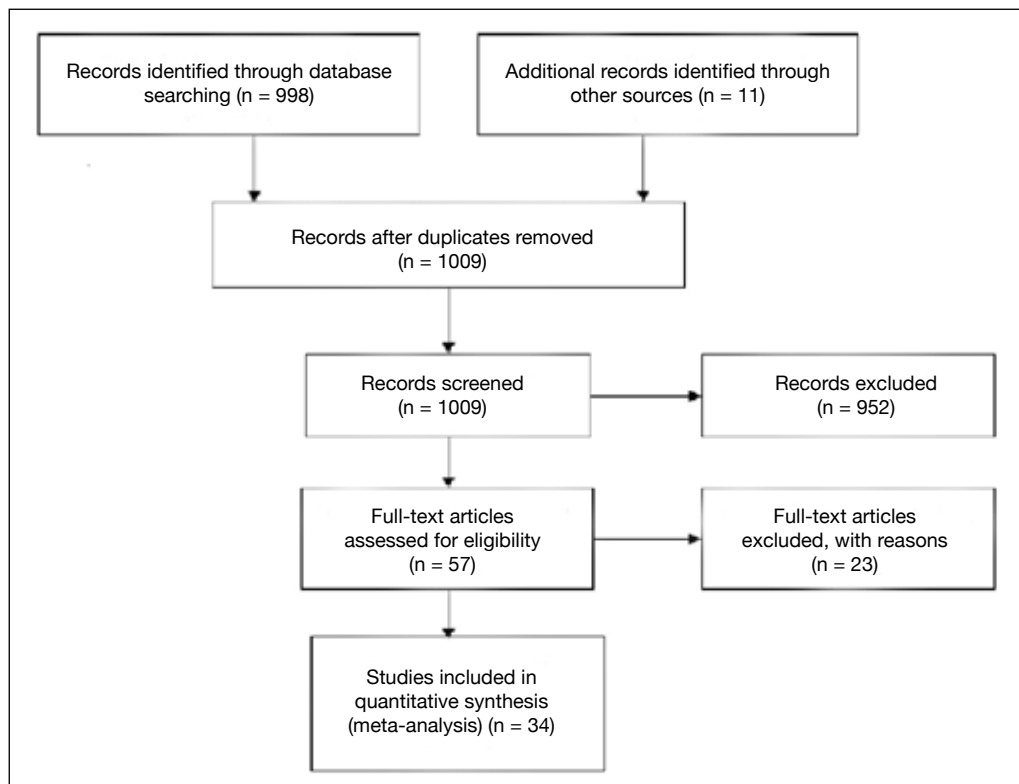 Records identified through database
searching (n = 998)
Additional records identified through
other sources (n = 11)
Records after duplicates removed
(n = 1009)
Records screened
(n = 1009)
Records excluded
(n = 952)
Full-text articles
assessed for eligibility
(n = 57)
Full-text articles
excluded, with reasons
(n = 23)
Studies included in
quantitative synthesis
(meta-analysis) (n = 34)